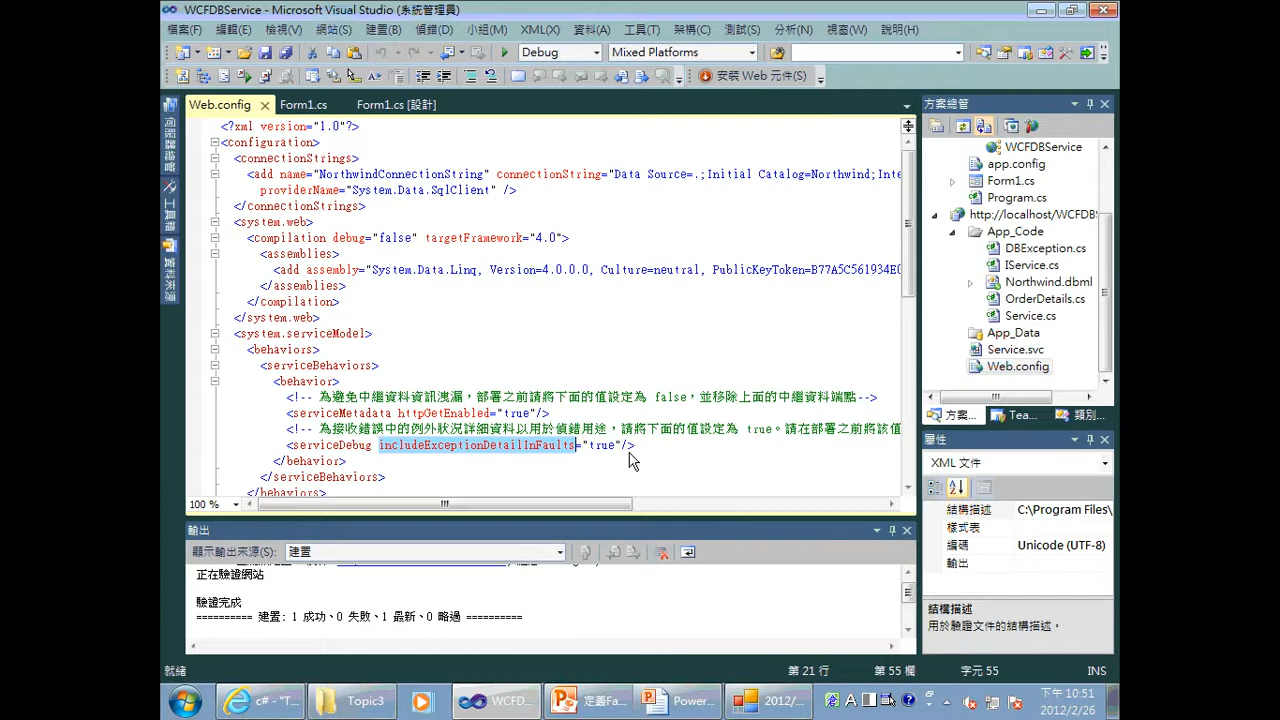 WCFDBService - Microsoft Visual Studio (系統管理員)
檔案(F) 編輯(E) 檢視(V) 網站(S) 建置(B) 偵錯(D) 小組(M) XML(X) 資料(A) 工具(T) 架構(C) 測試(S) 分析(N) 視窗(W) 說明(H)
Debug Mixed Platforms
安裝 Web 元件(S)
Web.config Form1.cs Form1.cs [設計]
伺服器總管
工具箱
資料來源
<?xml version="1.0"?>
<configuration>
<connectionStrings>
<add name="NorthwindConnectionString" connectionString="Data Source=.;Initial Catalog=Northwind;Inte
providerName="System.Data.SqlClient" />
</connectionStrings>
<system.web>
<compilation debug="false" targetFramework="4.0">
<assemblies>
<add assembly="System.Data.Linq, Version=4.0.0.0, Culture=neutral, PublicKeyToken=B77A5C561934E0
</assemblies>
</compilation>
</system.web>
<system.serviceModel>
<behaviors>
<serviceBehaviors>
<behavior>
<!-- 為避免中繼資料資訊洩漏，部署之前請將下面的值設定為 false，並移除上面的中繼資料端點-->
<serviceMetadata httpGetEnabled="true"/>
<!-- 為接收錯誤中的例外狀況詳細資料以用於偵錯用途，請將下面的值設定為 true。請在部署之前將該值
<serviceDebug includeExceptionDetailInFaults="true"/>
</behavior>
</serviceBehaviors>
</behaviors>
100 %
輸出
顯示輸出來源(S): 建置
正在驗證網站
驗證完成
========== 建置: 1 成功、0 失敗、1 最新、0 略過 ==========
方案總管
WCFDBService
app.config
Form1.cs
Program.cs
http://localhost/WCFDB
App_Code
DBException.cs
IService.cs
Northwind.dbml
OrderDetails.cs
Service.cs
App_Data
Service.svc
Web.config
方案... Tea... 類別...
屬性
XML 文件
結構描述 C:\Program Files\
樣式表
編碼 Unicode (UTF-8)
輸出
結構描述
用於驗證文件的結構描述。
就緒 第 21 行 第 55 欄 字元 55 INS
c# - "T... Topic3 WCFD... 定義Fa... Power... 2012/... A 下午 10:51
2012/2/26